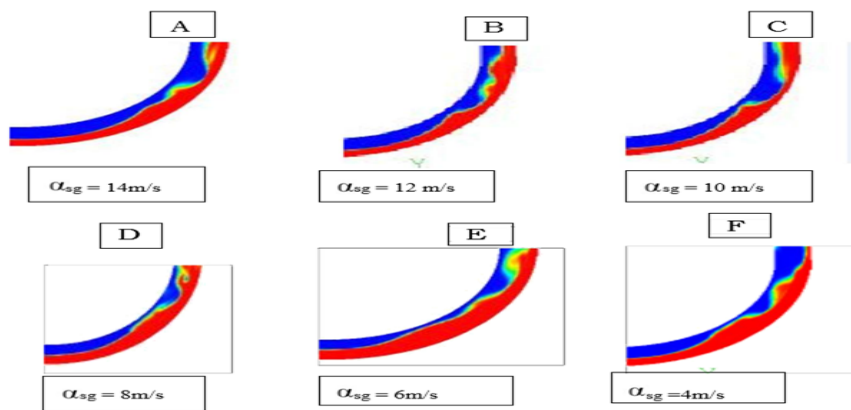 A
B
C
αsg = 14m/s
αsg = 12 m/s
αsg = 10 m/s
D
E
F
αsg = 8m/s
αsg = 6m/s
αsg =4m/s
Y